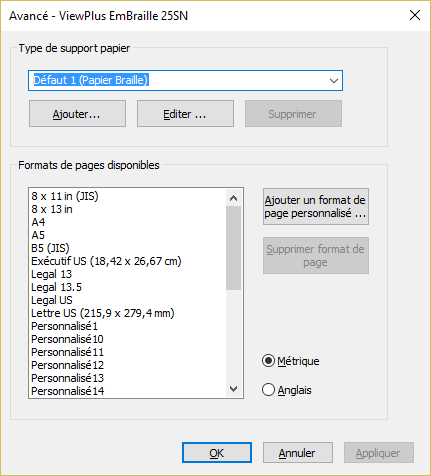 Avancé - ViewPlus EmBraille 25SN
Type de support papier
Défaut 1 (Papier Braille)
Ajouter...
Editer ...
Supprimer
Formats de pages disponibles
8 x 11 in (JIS)
8 x 13 in
A4
A5
B5 (JIS)
Exécutif US (18,42 x 26,67 cm)
Legal 13
Legal 13.5
Legal US
Lettre US (215,9 x 279,4 mm)
Personnalisé1
Personnalisé10
Personnalisé11
Personnalisé12
Personnalisé13
Personnalisé14
Ajouter un format de
page personnalisé ...
Supprimer format de
page
Métrique
Anglais
OK
Annuler
Appliquer